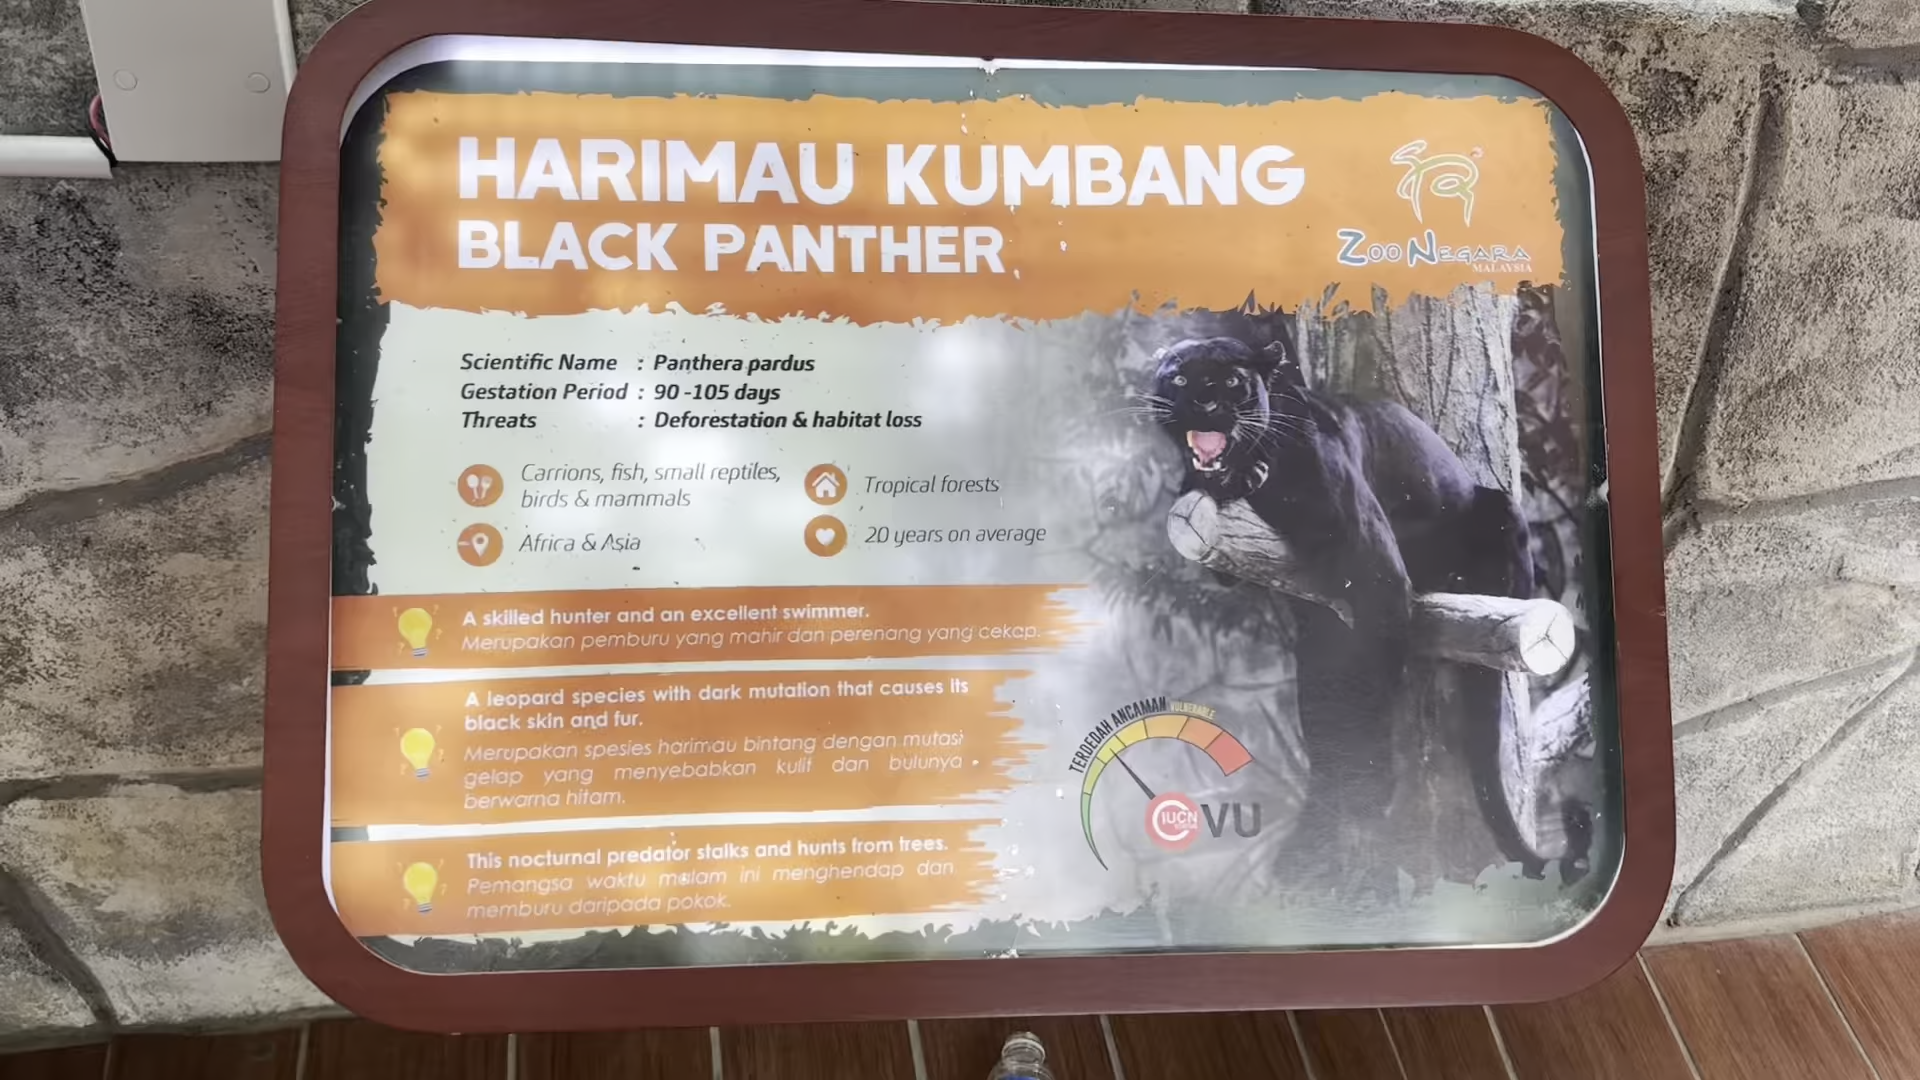 HARIMAU KUMBANG
BLACK PANTHER
ZOO NEGARA
MALAYSIA
Scientific Name : Panthera pardus
Gestation Period : 90 -105 days
Threats : Deforestation & habitat loss
Carrions, fish, small reptiles,
birds & mammals
Tropical forests
Africa & Asia
20 years on average
A skilled hunter and an excellent swimmer.
Merupakan pemburu yang mahir dan perenang yang cekap.
A leopard species with dark mutation that causes its
black skin and fur.
Merupakan spesies harimau bintang dengan mutasi
gelap yang menyebabkan kulit dan bulunya
berwarna hitam.
This nocturnal predator stalks and hunts from trees.
Pemangsa waktu malam ini menghendap dan
memburu daripada pokok.
TERDEDAH ANCAMAN VULNERABLE
IUCN
VU